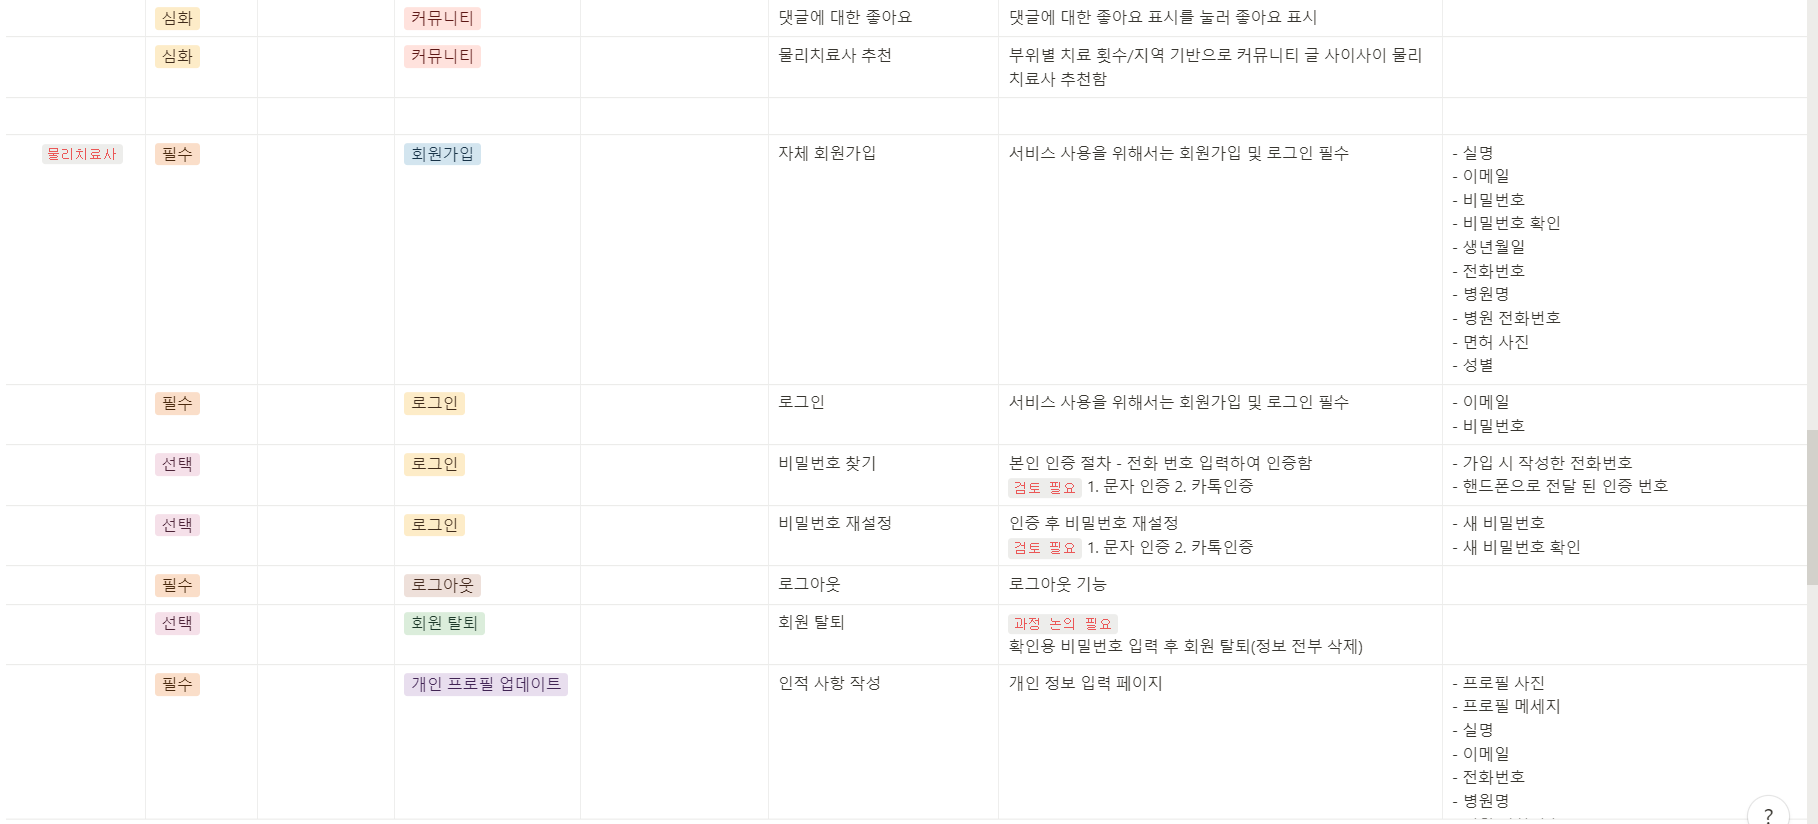 심화 커뮤니티 댓글에 대한 좋아요 댓글에 대한 좋아요 표시를 눌러 좋아요 표시
심화 커뮤니티 물리치료사 추천 부위별 치료 횟수/지역 기반으로 커뮤니티 글 사이사이 물리
치료사 추천함
물리치료사 필수 회원가입 자체 회원가입 서비스 사용을 위해서는 회원가입 및 로그인 필수 - 실명
- 이메일
- 비밀번호
- 비밀번호 확인
- 생년월일
- 전화번호
- 병원명
- 병원 전화번호
- 면허 사진
- 성별
필수 로그인 로그인 서비스 사용을 위해서는 회원가입 및 로그인 필수 - 이메일
- 비밀번호
선택 로그인 비밀번호 찾기 본인 인증 절차 - 전화 번호 입력하여 인증함 - 가입 시 작성한 전화번호
검토 필요 1. 문자 인증 2. 카톡인증 - 핸드폰으로 전달 된 인증 번호
선택 로그인 비밀번호 재설정 인증 후 비밀번호 재설정 - 새 비밀번호
검토 필요 1. 문자 인증 2. 카톡인증 - 새 비밀번호 확인
필수 로그아웃 로그아웃 로그아웃 기능
선택 회원 탈퇴 회원 탈퇴 과정 논의 필요
확인용 비밀번호 입력 후 회원 탈퇴(정보 전부 삭제)
필수 개인 프로필 업데이트 인적 사항 작성 개인 정보 입력 페이지 - 프로필 사진
- 프로필 메세지
- 실명
- 이메일
- 전화번호
- 병원명
?